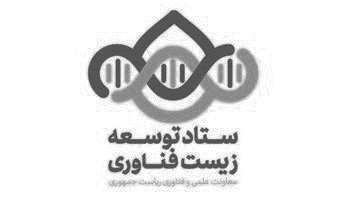 ستاد توسعه
زیست فناوری
معاونت علمی و فناوری ریاست جمهوری